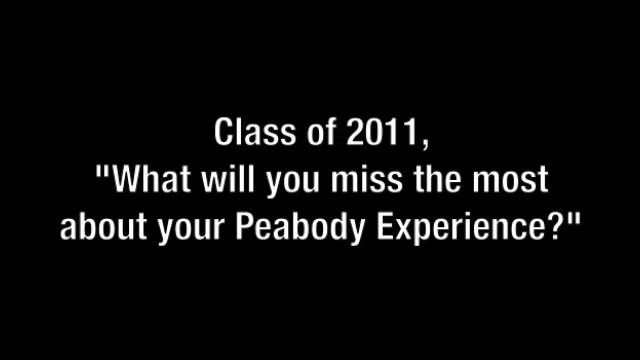 Class of 2011,
"What will you miss the most
about your Peabody Experience?"